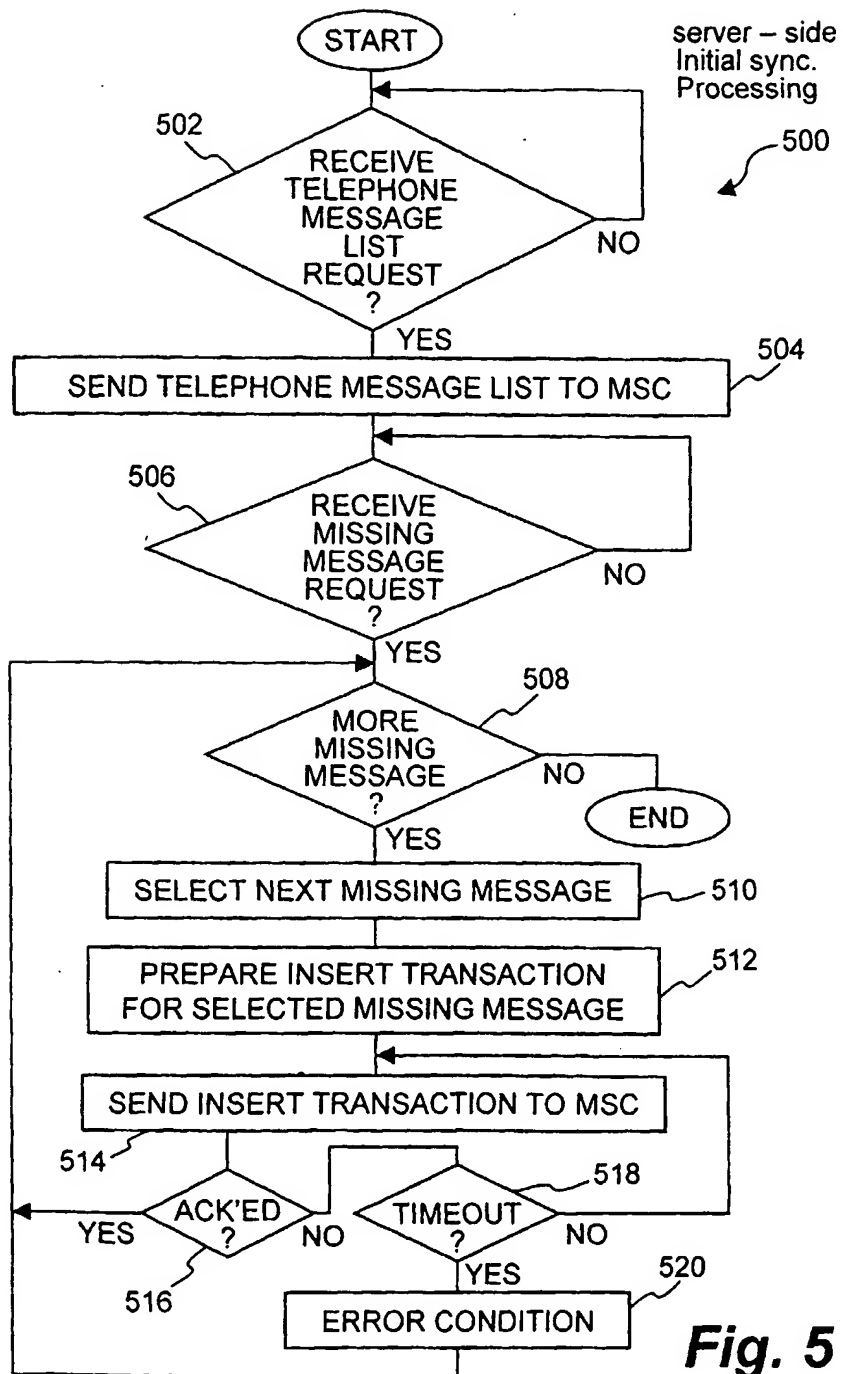 START
server – side
Initial sync.
Processing
500
502
RECEIVE
TELEPHONE
MESSAGE
LIST
REQUEST
?
NO
YES
SEND TELEPHONE MESSAGE LIST TO MSC
504
506
RECEIVE
MISSING
MESSAGE
REQUEST
?
NO
YES
508
MORE
MISSING
MESSAGE
?
NO
END
YES
SELECT NEXT MISSING MESSAGE
510
PREPARE INSERT TRANSACTION
FOR SELECTED MISSING MESSAGE
512
SEND INSERT TRANSACTION TO MSC
514
518
YES
ACK'ED
?
NO
TIMEOUT
?
NO
516
YES
520
ERROR CONDITION
Fig. 5